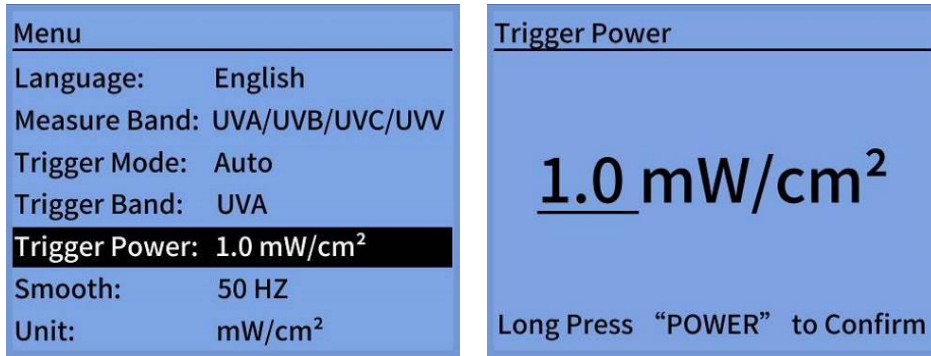 Menu
Language: English
Measure Band: UVA/UVB/UVC/UVV
Trigger Mode: Auto
Trigger Band: UVA
Trigger Power: 1.0 mW/cm²
Smooth: 50 HZ
Unit: mW/cm²
Trigger Power
1.0 mW/cm²
Long Press “POWER” to Confirm